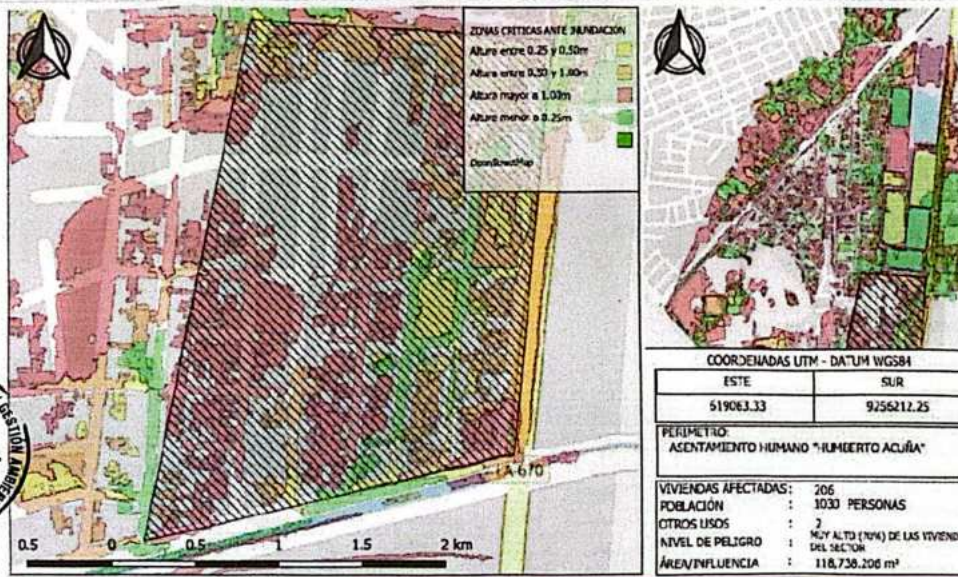 ZONAS CRITICAS ANTE INUNDACION
Altura entre 0.25 y 0.50m
Altura entre 0.50 y 1.00m
Altura mayor a 1.00m
Altura menor a 0.25m
OpenStreetMap
LA-670
0.5 0 0.5 1 1.5 2 km
GESTIÓN
COORDENADAS UTM - DATUM WGS84
ESTE SUR
619063.33 9256212.25
PERIMETRO:
ASENTAMIENTO HUMANO "HUMBERTO ACUÑA"
VIVIENDAS AFECTADAS: 206
POBLACIÓN : 1030 PERSONAS
OTROS USOS : 2
NIVEL DE PELIGRO : MUY ALTO (70%) DE LAS VIVIEND
DEL SECTOR
ÁREA/INFLUENCIA : 118,738.206 m²